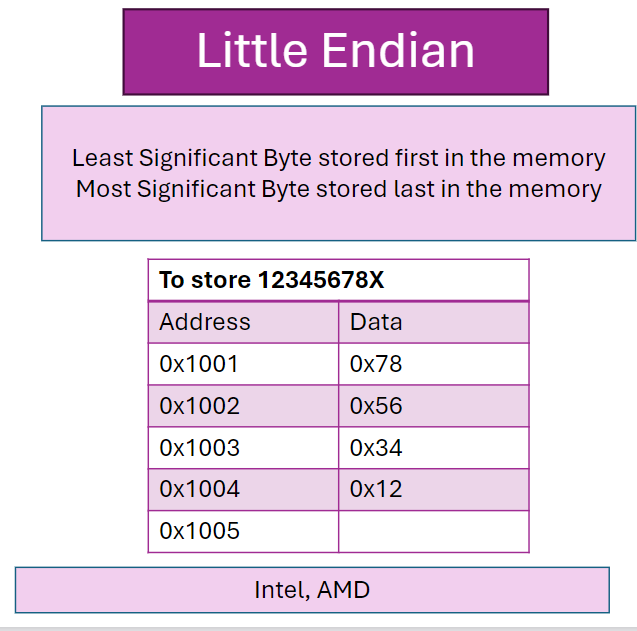 Little Endian
Least Significant Byte stored first in the memory
Most Significant Byte stored last in the memory
To store 12345678X
Address Data
0x1001 0x78
0x1002 0x56
0x1003 0x34
0x1004 0x12
0x1005
Intel, AMD